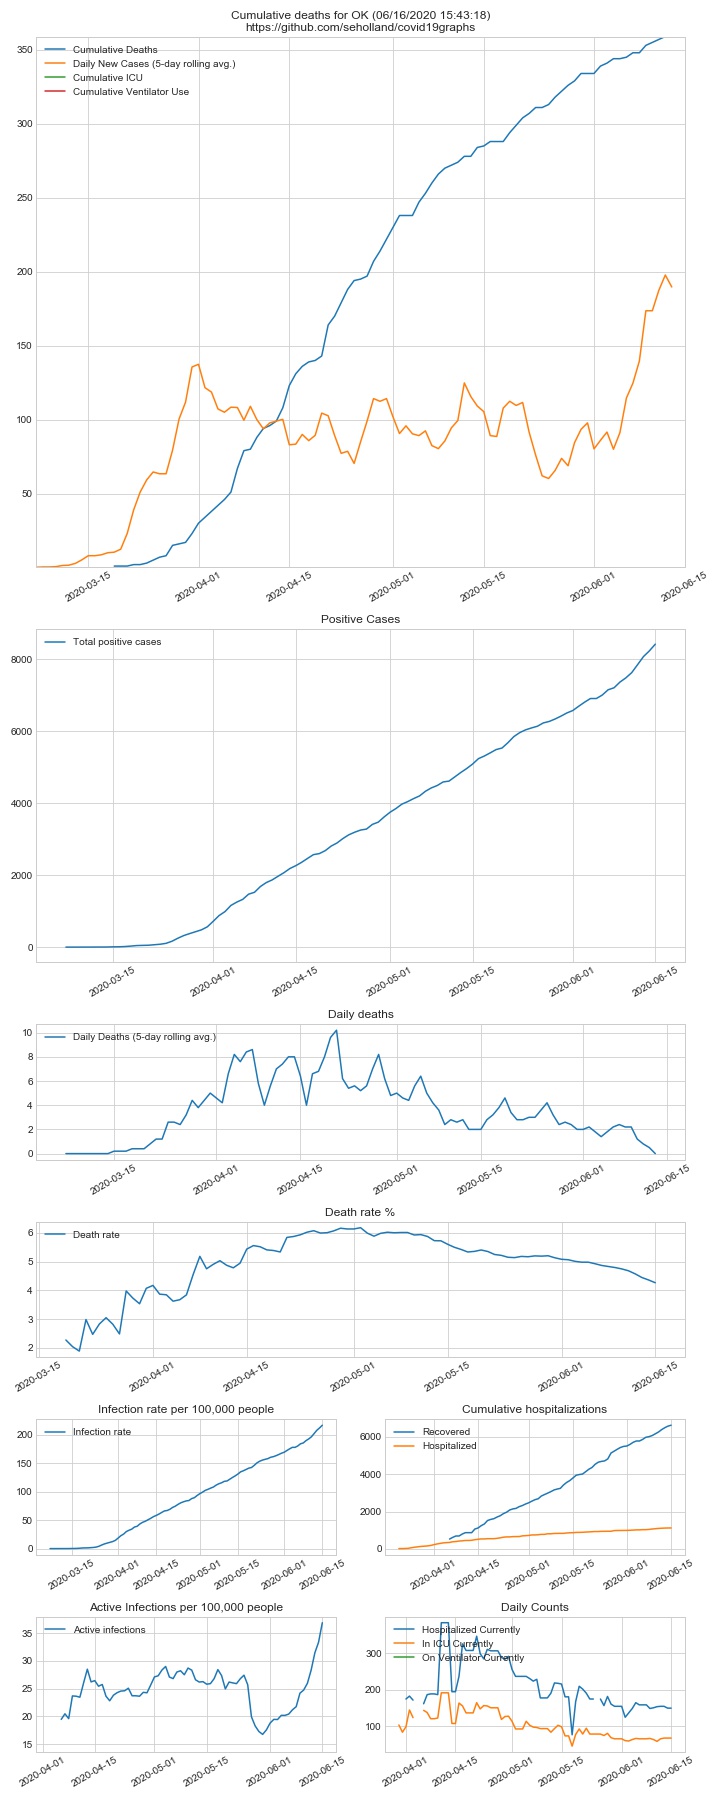 Cumulative deaths for OK (06/16/2020 15:43:18)
https://github.com/seholland/covid19graphs
Cumulative Deaths
Daily New Cases (5-day rolling avg.)
Cumulative ICU
Cumulative Ventilator Use
350
300
250
200
150
100
50
2020-03-15 2020-04-01 2020-04-15 2020-05-01 2020-05-15 2020-06-01 2020-06-15
Positive Cases
Total positive cases
8000
6000
4000
2000
0
2020-03-15 2020-04-01 2020-04-15 2020-05-01 2020-05-15 2020-06-01 2020-06-15
Daily deaths
Daily Deaths (5-day rolling avg.)
10
8
6
4
2
0
2020-03-15 2020-04-01 2020-04-15 2020-05-01 2020-05-15 2020-06-01 2020-06-15
Death rate %
Death rate
6
5
4
3
2
2020-03-15 2020-04-01 2020-04-15 2020-05-01 2020-05-15 2020-06-01 2020-06-15
Infection rate per 100,000 people
Infection rate
200
150
100
50
0
2020-03-15 2020-04-01 2020-04-15 2020-05-01 2020-05-15 2020-06-01 2020-06-15
Cumulative hospitalizations
Recovered
Hospitalized
6000
4000
2000
0
2020-04-01 2020-04-15 2020-05-01 2020-05-15 2020-06-01 2020-06-15
Active Infections per 100,000 people
Active infections
35
30
25
20
15
2020-04-01 2020-04-15 2020-05-01 2020-05-15 2020-06-01 2020-06-15
Daily Counts
Hospitalized Currently
In ICU Currently
On Ventilator Currently
300
200
100
2020-04-01 2020-04-15 2020-05-01 2020-05-15 2020-06-01 2020-06-15